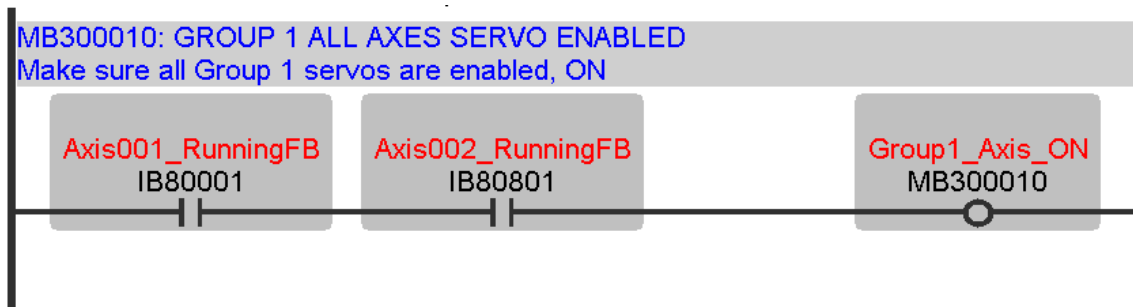 MB300010: GROUP 1 ALL AXES SERVO ENABLED
Make sure all Group 1 servos are enabled, ON
Axis001_RunningFB Axis002_RunningFB Group1_Axis_ON
IB80001 IB80801 MB300010